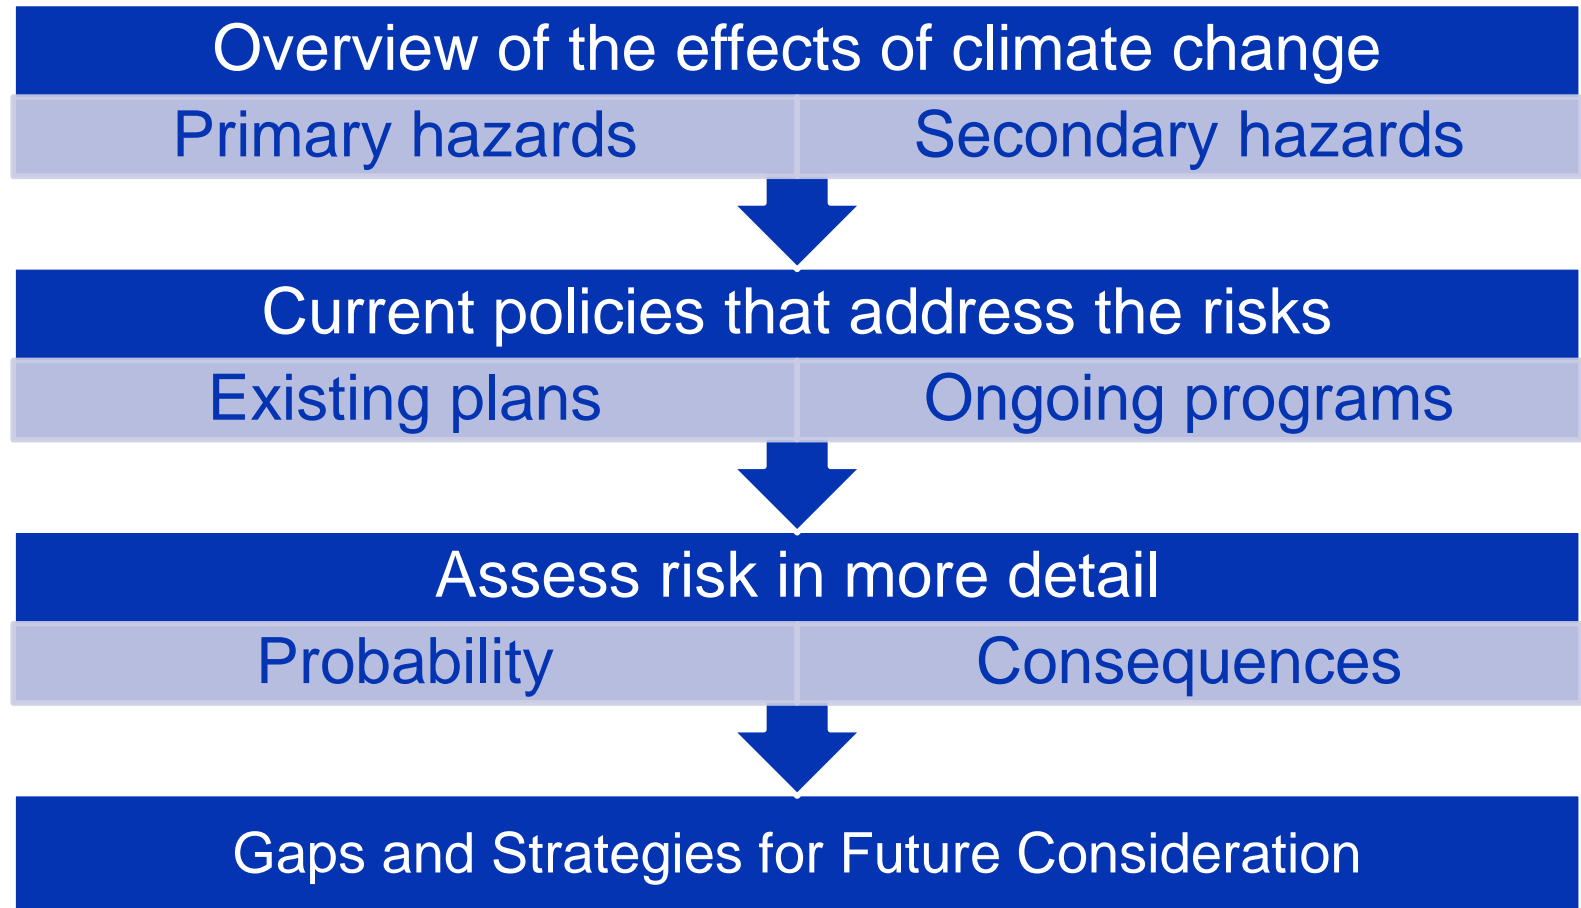 Overview of the effects of climate change
Primary hazards
Secondary hazards
Current policies that address the risks
Existing plans
Ongoing programs
Assess risk in more detail
Probability
Consequences
Gaps and Strategies for Future Consideration